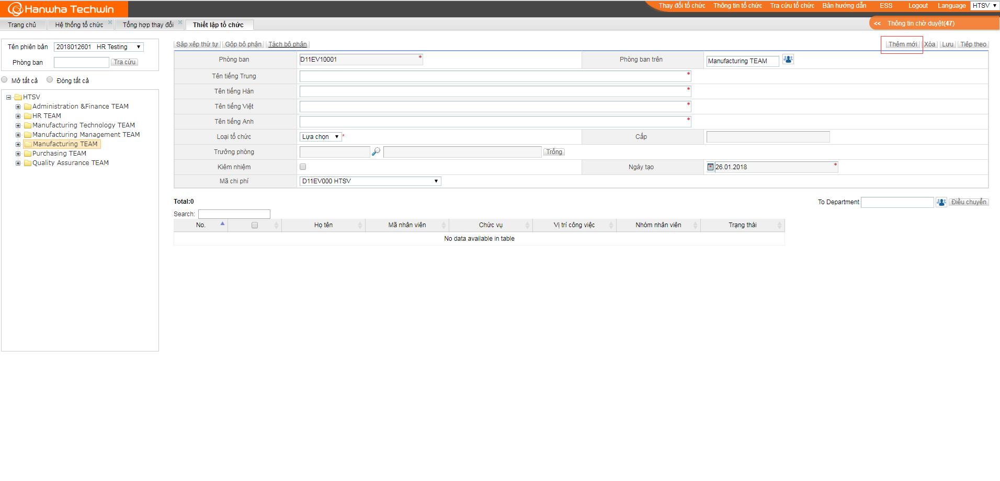 Hanwha Techwin
Thay đổi tổ chức Thông tin tổ chức Tra cứu tổ chức Bản hướng dẫn ESS Logout Language HTSV
Trang chủ Hệ thống tổ chức Tổng hợp thay đổi Thiết lập tổ chức
<< Thông tin chờ duyệt(47)
Tên phiên bản 2018012601 HR Testing
Phòng ban Tra cứu
Mở tất cả Đóng tất cả
HTSV
Administration &Finance TEAM
HR TEAM
Manufacturing Technology TEAM
Manufacturing Management TEAM
Manufacturing TEAM
Purchasing TEAM
Quality Assurance TEAM
Sắp xếp thứ tự Gộp bộ phận Tách bộ phận Thêm mới Xóa Lưu Tiếp theo
Phòng ban D11EV10001 * Phòng ban trên Manufacturing TEAM
Tên tiếng Trung *
Tên tiếng Hàn *
Tên tiếng Việt *
Tên tiếng Anh *
Loại tổ chức Lựa chọn * Cấp
Trưởng phòng Trống
Kiêm nhiệm Ngày tạo 26.01.2018 *
Mã chi phí D11EV000 HTSV
Total:0 To Department Điều chuyển
Search:
No. Họ tên Mã nhân viên Chức vụ Vị trí công việc Nhóm nhân viên Trạng thái
No data available in table